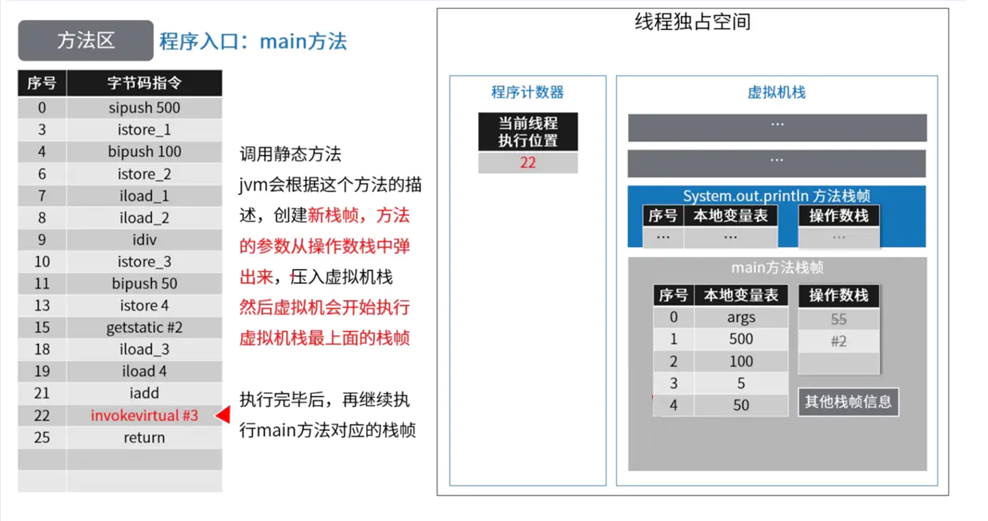 方法区 程序入口：main方法
序号 字节码指令
0 sipush 500
3 istore_1
4 bipush 100
6 istore_2
7 iload_1
8 iload_2
9 idiv
10 istore_3
11 bipush 50
13 istore 4
15 getstatic #2
18 iload_3
19 iload 4
21 iadd
22 invokevirtual #3
25 return
调用静态方法
jvm会根据这个方法的描
述，创建新栈帧，方法
的参数从操作数栈中弹
出来，压入虚拟机栈
然后虚拟机会开始执行
虚拟机栈最上面的栈帧
执行完毕后，再继续执
行main方法对应的栈帧
线程独占空间
程序计数器
当前线程
执行位置
22
虚拟机栈
...
...
System.out.println 方法栈帧
序号 本地变量表 操作数栈
... ... ...
main方法栈帧
序号 本地变量表 操作数栈
0 args 55
1 500 #2
2 100
3 5
4 50
其他栈帧信息